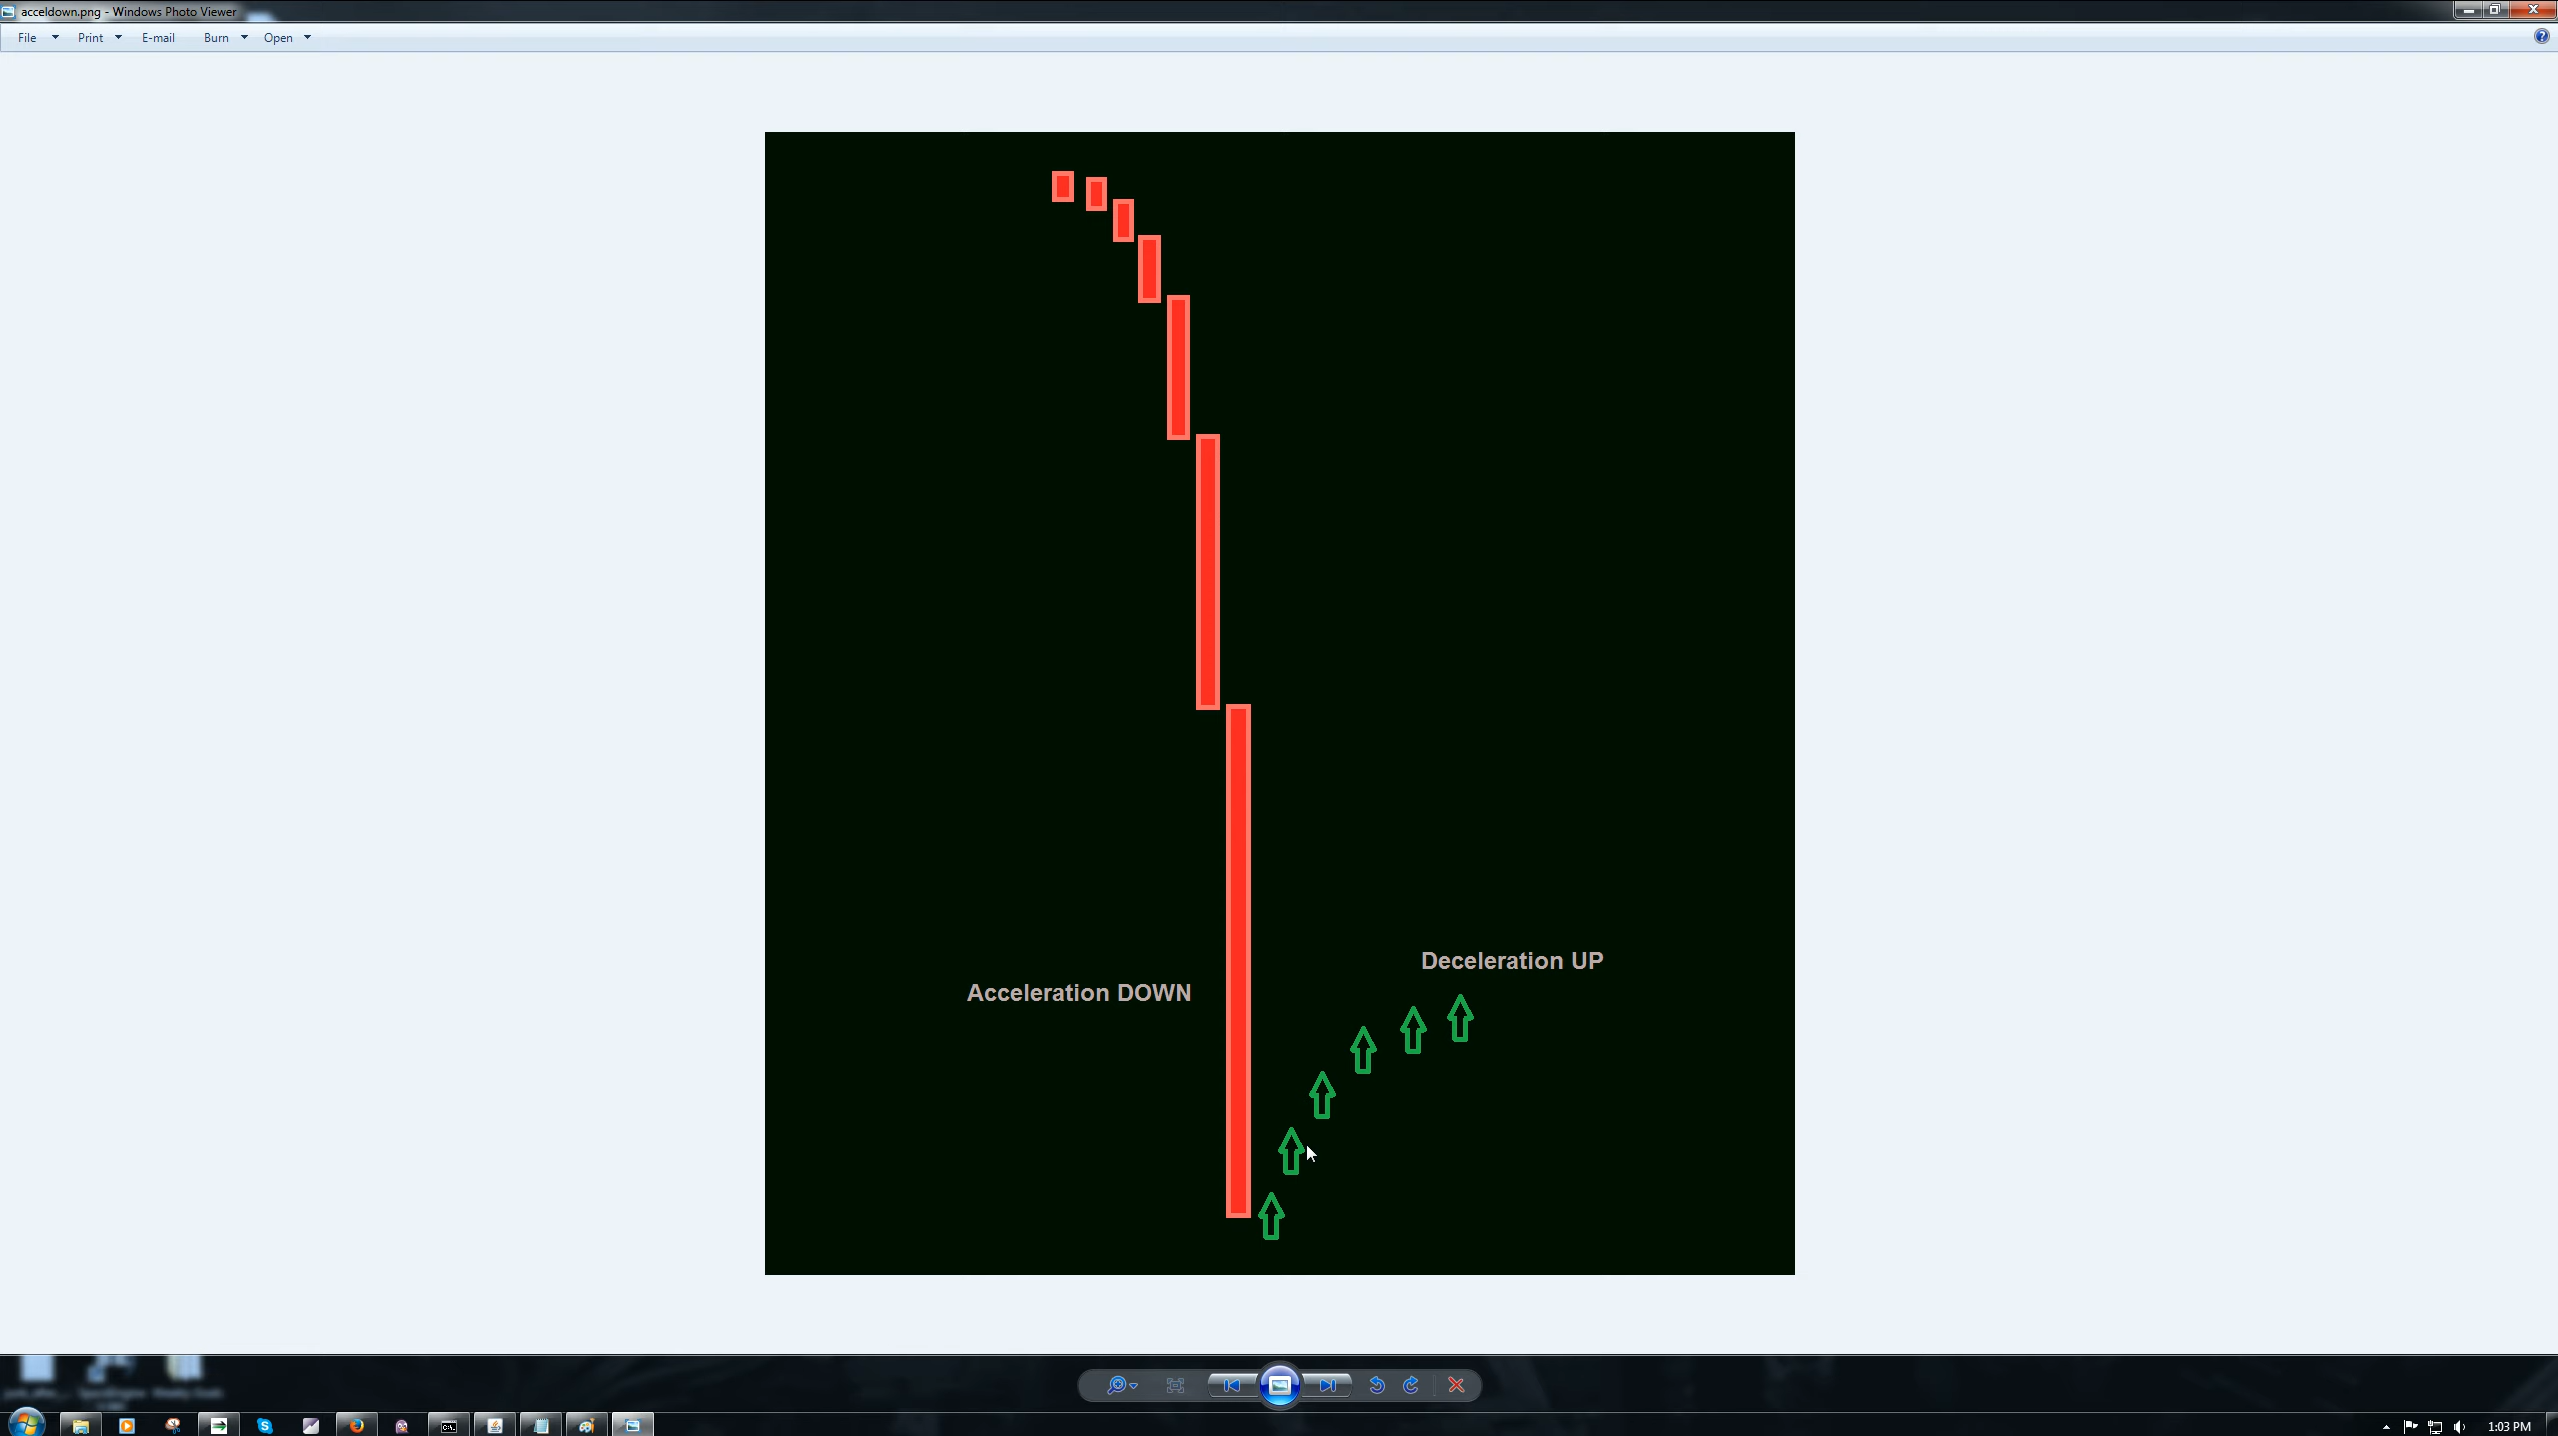 acceldown.png - Windows Photo Viewer
File Print E-mail Burn Open
Deceleration UP
Acceleration DOWN
1:03 PM